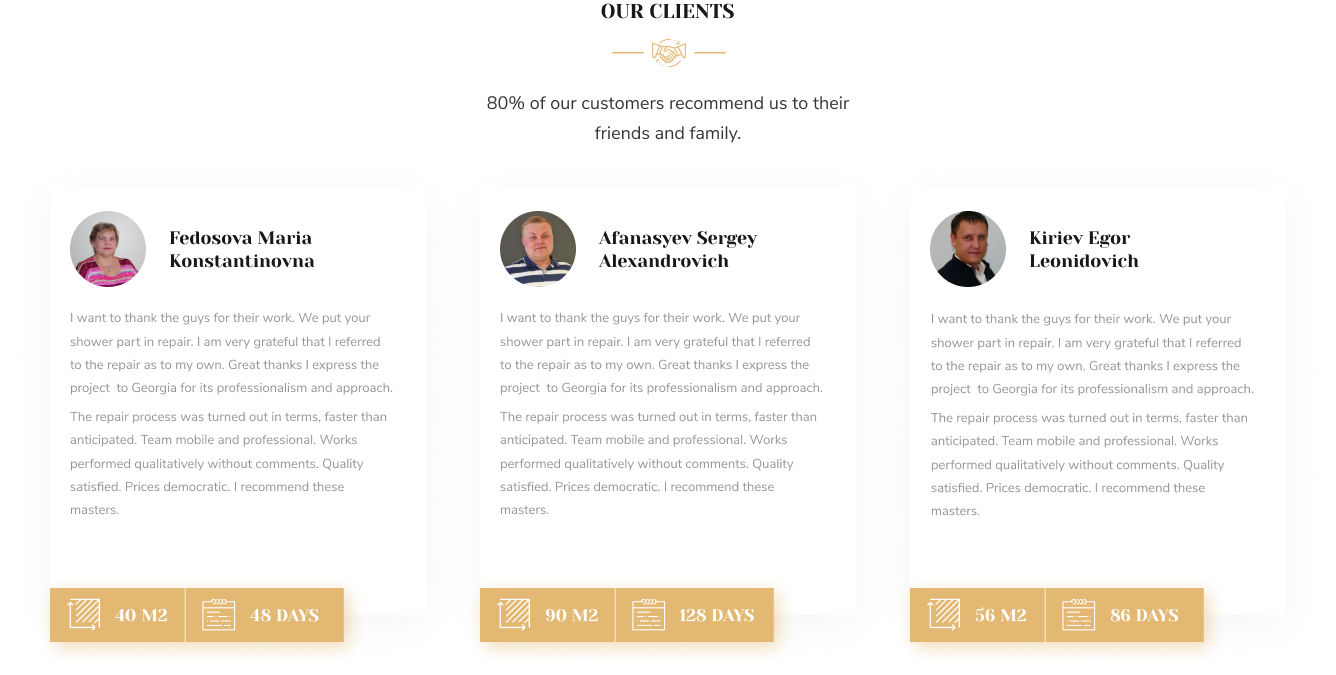 OUR CLIENTS
80% of our customers recommend us to their
friends and family.
Fedosova Maria
Konstantinovna
I want to thank the guys for their work. We put your
shower part in repair. I am very grateful that I referred
to the repair as to my own. Great thanks I express the
project  to Georgia for its professionalism and approach.
The repair process was turned out in terms, faster than
anticipated. Team mobile and professional. Works
performed qualitatively without comments. Quality
satisfied. Prices democratic. I recommend these
masters.
40 M2
48 DAYS
Afanasyev Sergey
Alexandrovich
I want to thank the guys for their work. We put your
shower part in repair. I am very grateful that I referred
to the repair as to my own. Great thanks I express the
project  to Georgia for its professionalism and approach.
The repair process was turned out in terms, faster than
anticipated. Team mobile and professional. Works
performed qualitatively without comments. Quality
satisfied. Prices democratic. I recommend these
masters.
90 M2
128 DAYS
Kiriev Egor
Leonidovich
I want to thank the guys for their work. We put your
shower part in repair. I am very grateful that I referred
to the repair as to my own. Great thanks I express the
project  to Georgia for its professionalism and approach.
The repair process was turned out in terms, faster than
anticipated. Team mobile and professional. Works
performed qualitatively without comments. Quality
satisfied. Prices democratic. I recommend these
masters.
56 M2
86 DAYS